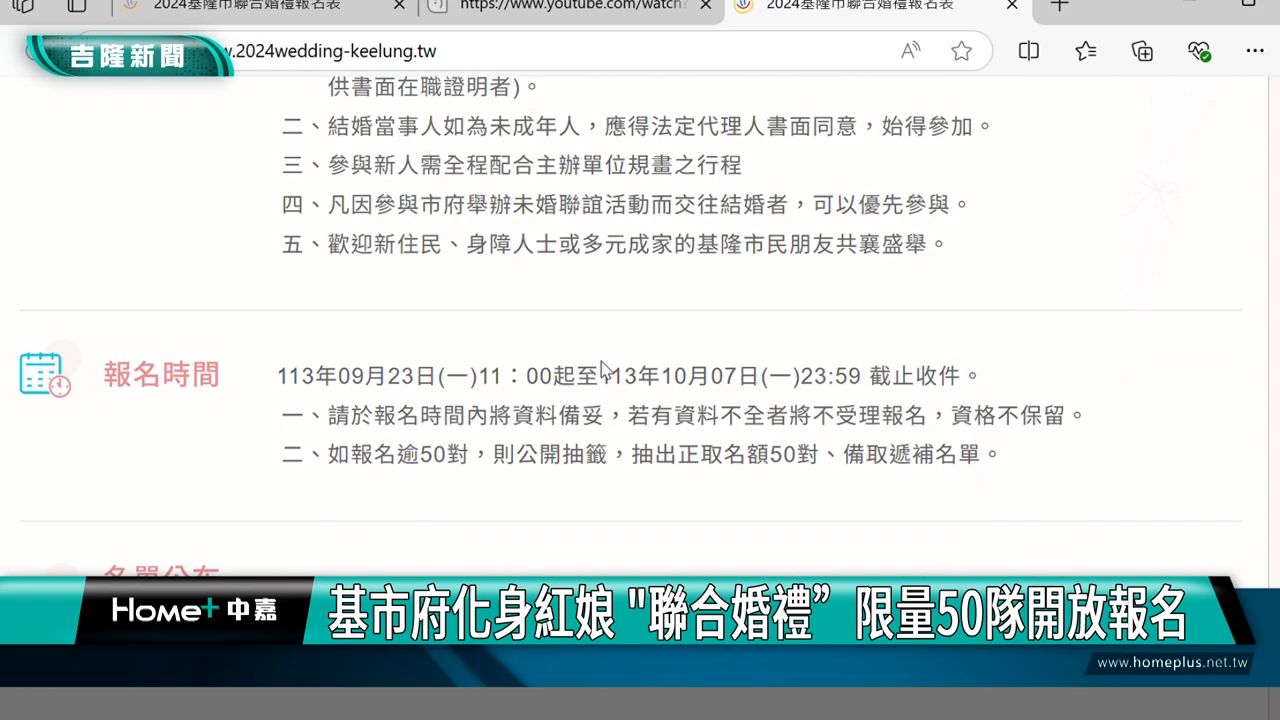 2024基隆市聯合婚禮報名表
https://www.youtube.com/watch?
2024基隆市聯合婚禮報名表
吉隆新聞
.2024wedding-keelung.tw
供書面在職證明者)。
二、結婚當事人如為未成年人，應得法定代理人書面同意，始得參加。
三、參與新人需全程配合主辦單位規畫之行程
四、凡因參與市府舉辦未婚聯誼活動而交往結婚者，可以優先參與。
五、歡迎新住民、身障人士或多元成家的基隆市民朋友共襄盛舉。
報名時間
113年09月23日(一)11：00起至113年10月07日(一)23:59 截止收件。
一、請於報名時間內將資料備妥，若有資料不全者將不受理報名，資格不保留。
二、如報名逾50對，則公開抽籤，抽出正取名額50對、備取遞補名單。
名單公布
Home+中嘉
基市府化身紅娘 "聯合婚禮” 限量50隊開放報名
www.homeplus.net.tw